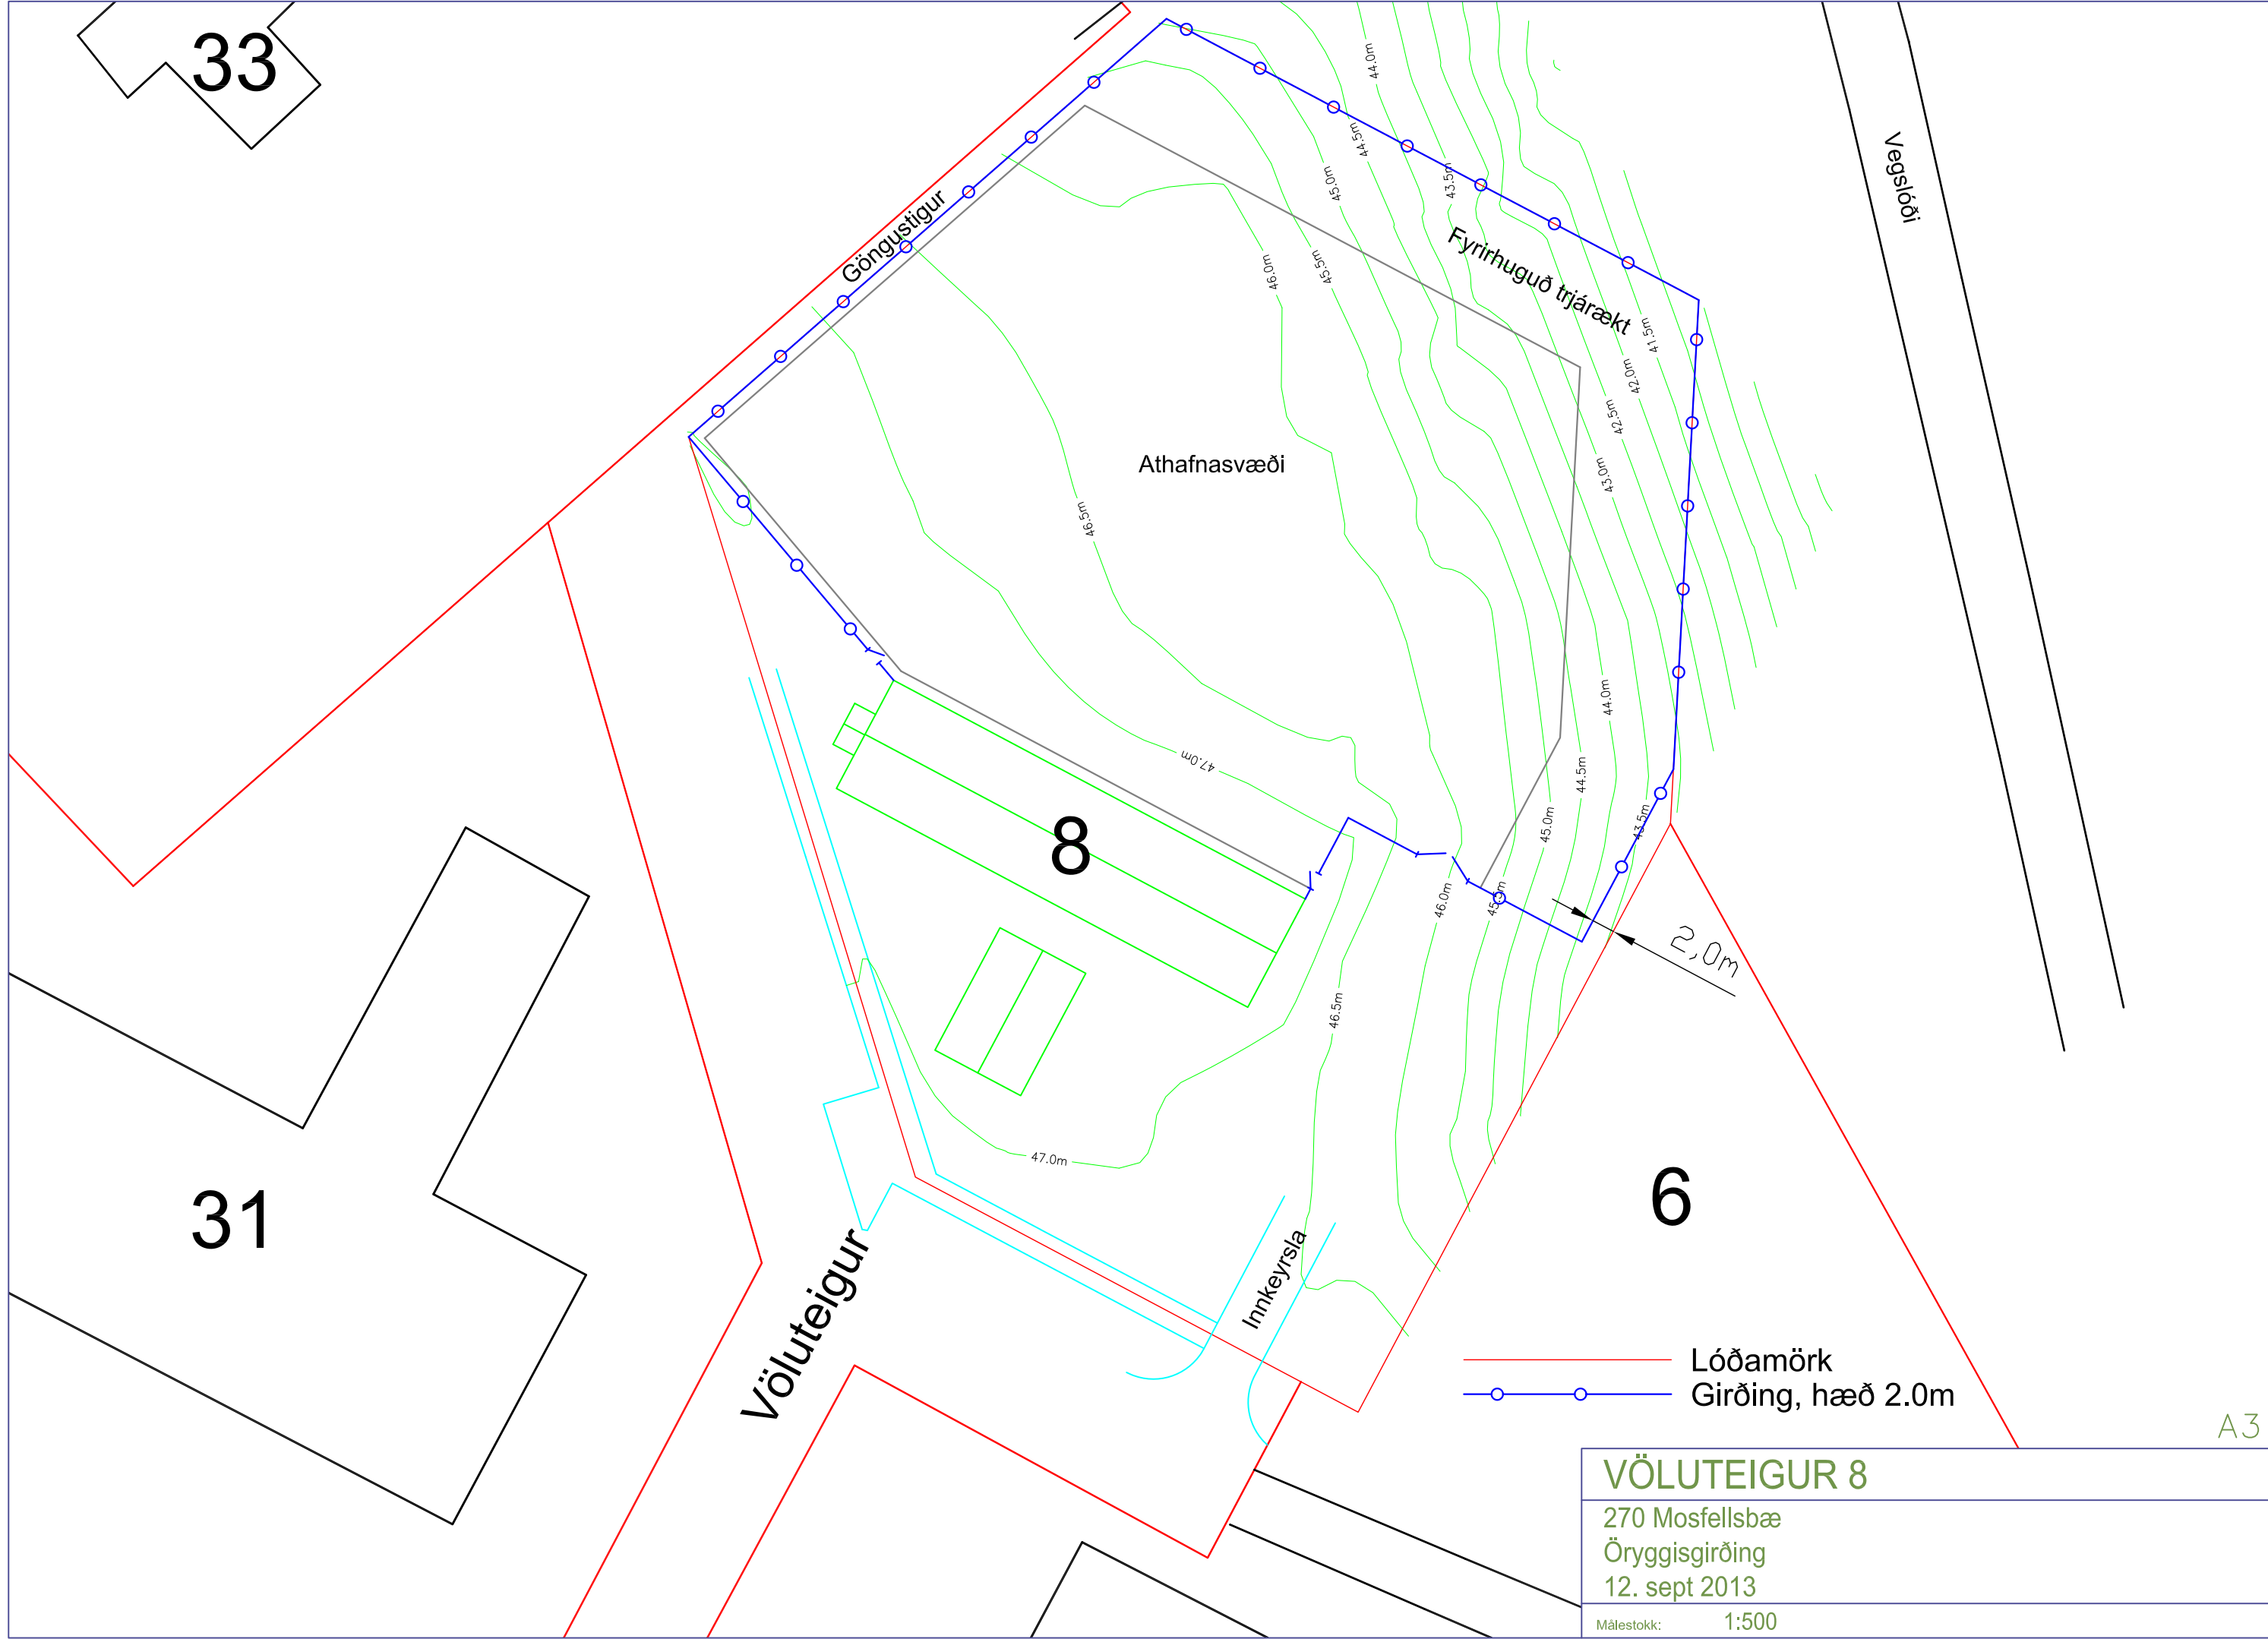 33
44.0m
44.5m
43.5m
45.0m
Vegslóði
Göngustigur
46.0m
45.5m
Fyrirhuguð trjárækt
41.5m
42.0m
42.5m
Athafnasvæði
43.0m
46.5m
44.0m
47.0m
44.5m
8
45.0m
43.5m
46.0m
2,0m
46.5m
47.0m
31
6
Innkeyrsla
Völuteigur
Lóðamörk
Girðing, hæð 2.0m
A3
VÖLUTEIGUR 8
270 Mosfellsbæ
Öryggisgirðing
12. sept 2013
Målestokk: 1:500